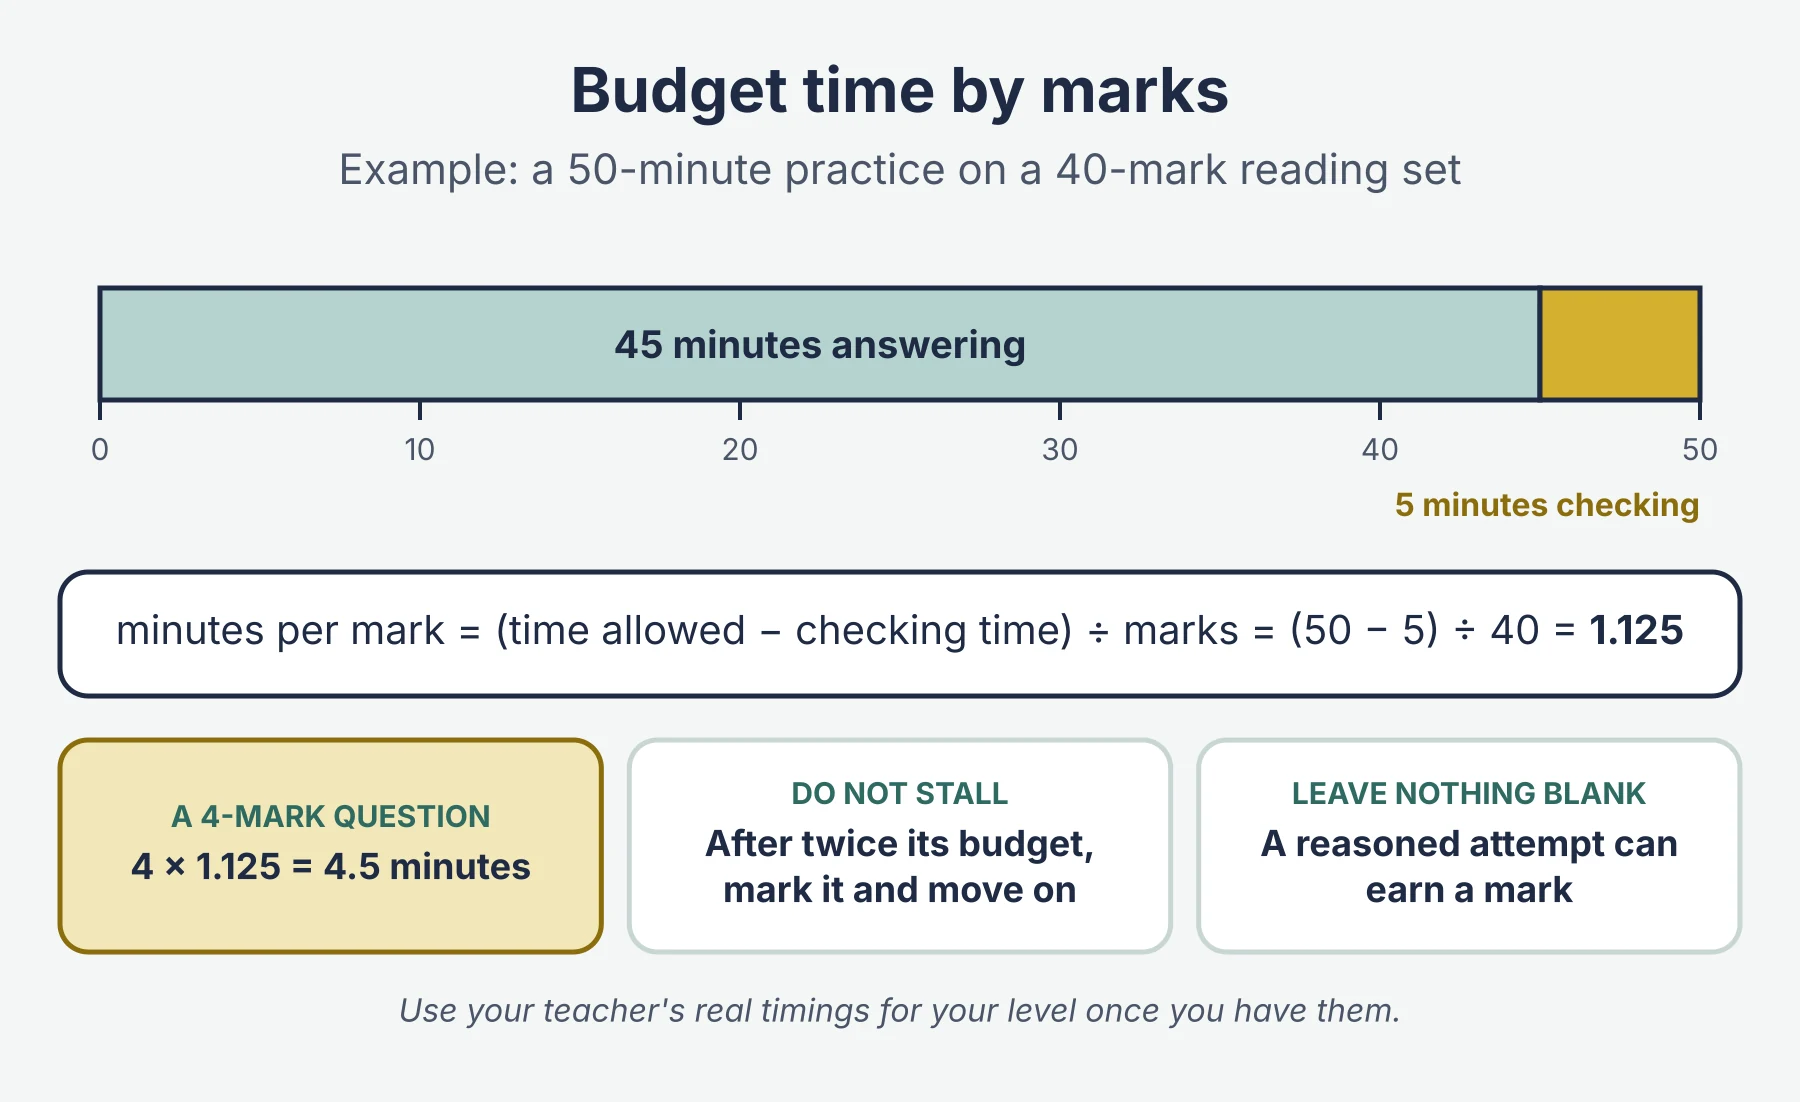 Budget time by marks
Example: a 50-minute practice on a 40-mark reading set
45 minutes answering
0 10 20 30 40 50
5 minutes checking
minutes per mark = (time allowed − checking time) ÷ marks = (50 − 5) ÷ 40 = 1.125
A 4-MARK QUESTION
4 × 1.125 = 4.5 minutes
DO NOT STALL
After twice its budget,
mark it and move on
LEAVE NOTHING BLANK
A reasoned attempt can
earn a mark
Use your teacher's real timings for your level once you have them.